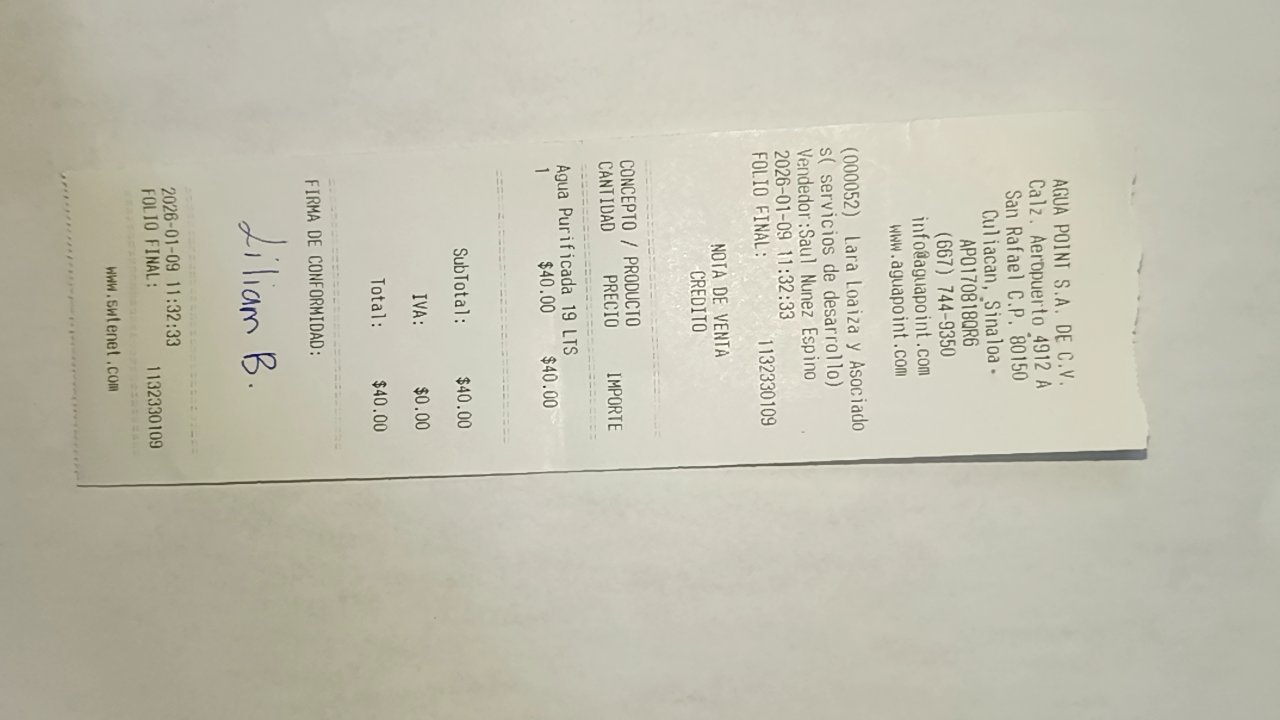 AGUA POINT S.A. DE C.V.
Calz. Aeropuerto 4912 A
San Rafael C.P. 80150
Culiacan, Sinaloa.
APO170818QR6
(667) 744-9350
info@aguapoint.com
www.aguapoint.com
(000052) Lara Loaiza y Asociado
s( servicios de desarrollo)
Vendedor:Saul Nunez Espino
2026-01-09 11:32:33
FOLIO FINAL: 1132330109
NOTA DE VENTA
CREDITO
CONCEPTO / PRODUCTO
CANTIDAD PRECIO IMPORTE
Agua Purificada 19 LTS
1 $40.00 $40.00
SubTotal: $40.00
IVA: $0.00
Total: $40.00
FIRMA DE CONFORMIDAD:
Lilliam B.
2026-01-09 11:32:33
FOLIO FINAL: 1132330109
www.swtenet.com